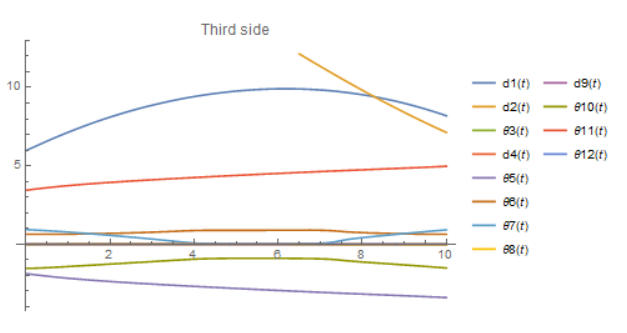 Third side
10
5
2
4
6
8
10
d1(t)
d2(t)
θ3(t)
d4(t)
θ5(t)
θ6(t)
θ7(t)
θ8(t)
d9(t)
θ10(t)
θ11(t)
θ12(t)